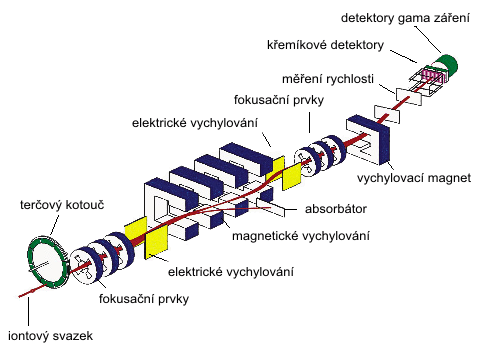 detektory gama záření
křemíkové detektory
měření rychlosti
fokusační prvky
elektrické vychylování
vychylovací magnet
terčový kotouč
absorbátor
magnetické vychylování
elektrické vychylování
fokusační prvky
iontový svazek